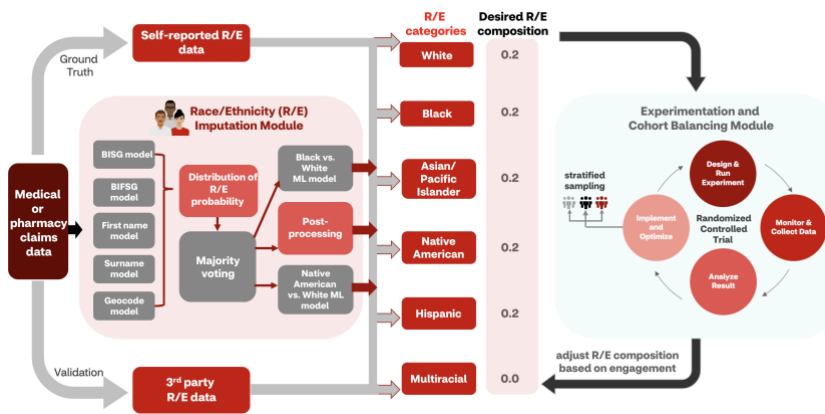 Self-reported R/E
data
Ground
Truth
R/E
categories
Desired R/E
composition
White
0.2
Black
0.2
Asian/
Pacific
Islander
0.2
Native
American
0.2
Hispanic
0.2
Multiracial
0.0
Race/Ethnicity (R/E)
Imputation Module
BISG model
BIFSG
model
First name
model
Surname
model
Geocode
model
Distribution of
R/E
probability
Majority
voting
Black vs.
White
ML model
Post-
processing
Native
American
vs. White ML
model
Medical
or
pharmacy
claims
data
Validation
3rd party
R/E data
Experimentation and
Cohort Balancing Module
stratified
sampling
Design &
Run
Experiment
Implement
and
Optimize
Randomized
Controlled
Trial
Monitor &
Collect Data
Analyze
Result
adjust R/E composition
based on engagement